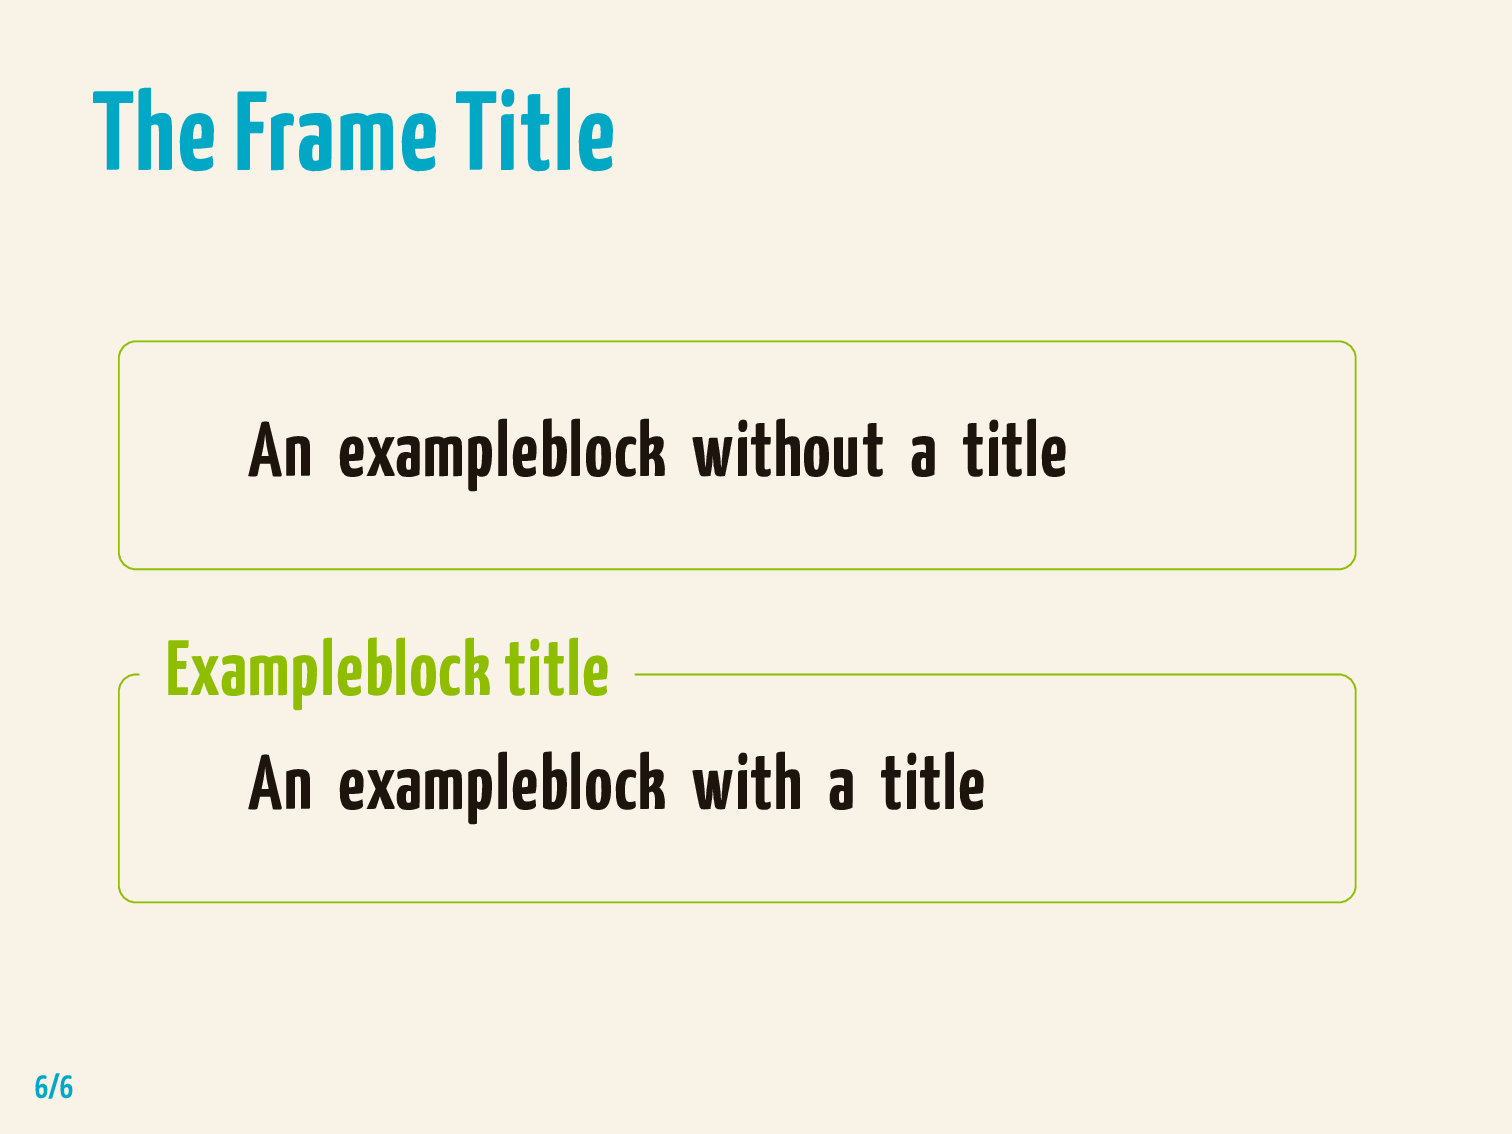 The Frame Title
An exampleblock without a title
Exampleblock title
An exampleblock with a title
6/6